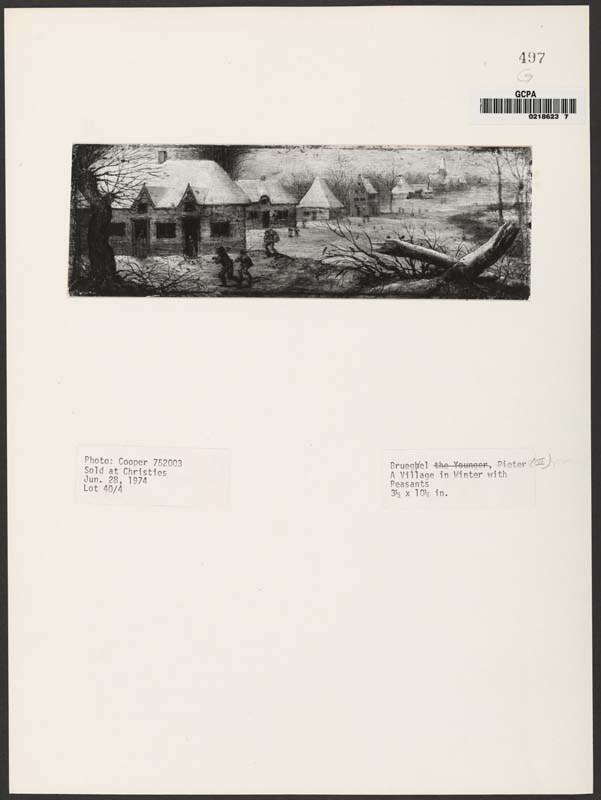 497
G
GCPA
0218623 7
Photo: Cooper 752003
Sold at Christies
Jun. 28, 1974
Lot 40/4
Brueghel the Younger, Pieter (III)
A Village in Winter with
Peasants
3½ x 10½ in.